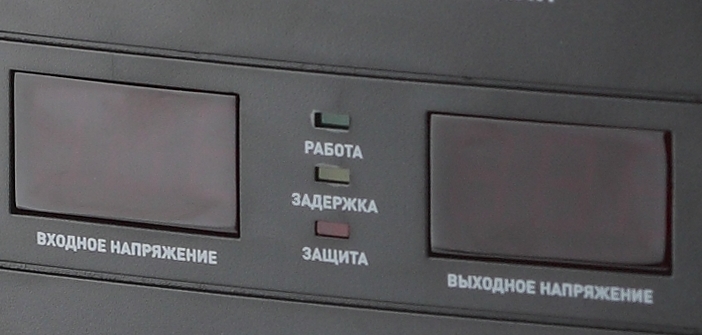 РАБОТА
ЗАДЕРЖКА
ЗАЩИТА
ВХОДНОЕ НАПРЯЖЕНИЕ
ВЫХОДНОЕ НАПРЯЖЕНИЕ